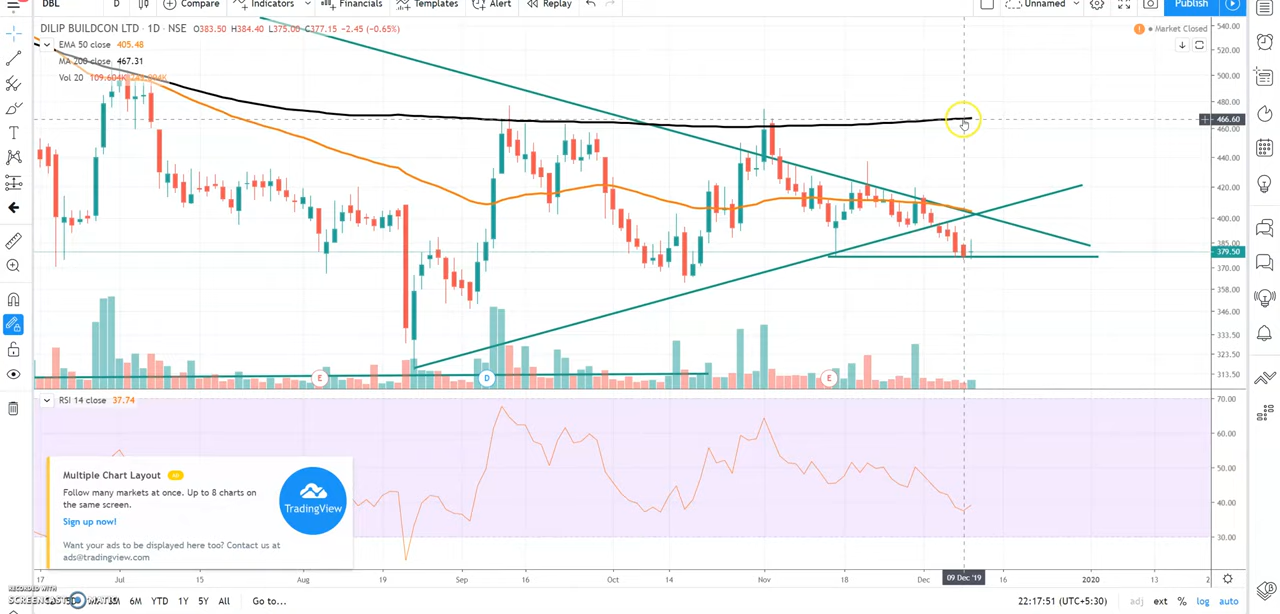 DBL D Compare Indicators Financials Templates Alert Replay Unnamed Publish
DILIP BUILDCON LTD · 1D · NSE O383.50 H384.40 L375.00 C377.15 −2.45 (−0.65%)
Market Closed
EMA 50 close 405.48
MA 200 close 467.31
Vol 20 109.604K
540.00
520.00
500.00
480.00
466.60
460.00
440.00
420.00
400.00
385.00
379.50
370.00
358.00
346.00
333.50
323.50
313.50
E D E
RSI 14 close 37.74
70.00
60.00
50.00
40.00
30.00
Multiple Chart Layout
Follow many markets at once. Up to 8 charts on
the same screen.
Sign up now!
Want your ads to be displayed here too? Contact us at
ads@tradingview.com
TradingView
17 Jul 15 Aug 19 Sep 16 Oct 14 Nov 18 Dec 09 Dec '19 16 2020 13 2
RECORDED WITH
6M YTD 1Y 5Y All Go to... 22:17:51 (UTC+5:30) adj ext % log auto